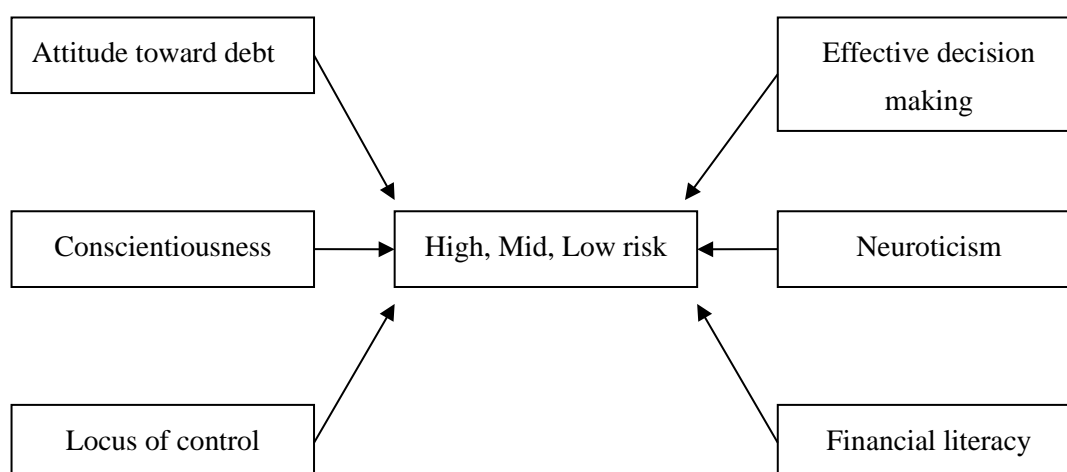 Attitude toward debt
Effective decision
making
Conscientiousness
High, Mid, Low risk
Neuroticism
Locus of control
Financial literacy